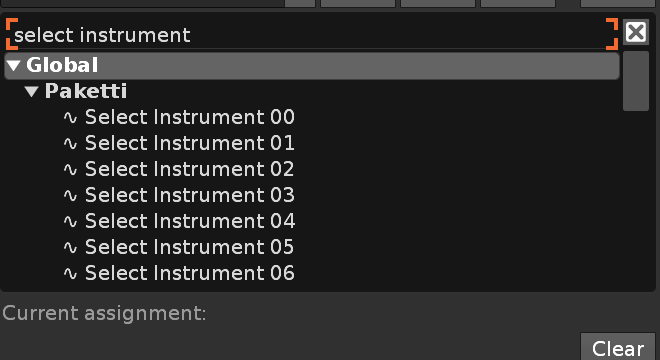 select instrument
Global
Paketti
Select Instrument 00
Select Instrument 01
Select Instrument 02
Select Instrument 03
Select Instrument 04
Select Instrument 05
Select Instrument 06
Current assignment:
Clear